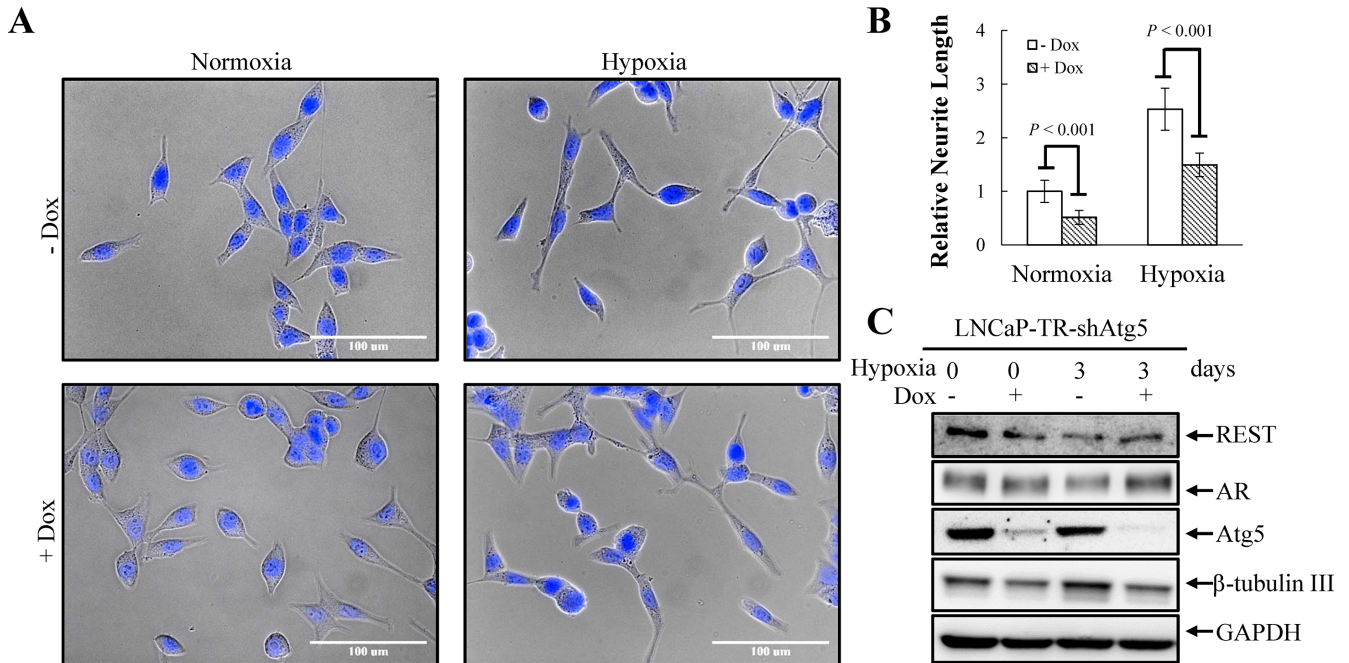 A
Normoxia
Hypoxia
- Dox
100 um
100 um
+ Dox
100 um
100 um
B
Relative Neurite Length
4
3
2
1
0
- Dox
+ Dox
P < 0.001
P < 0.001
Normoxia
Hypoxia
C
LNCaP-TR-shAtg5
Hypoxia 0 0 3 3 days
Dox - + - +
REST
AR
Atg5
β-tubulin III
GAPDH